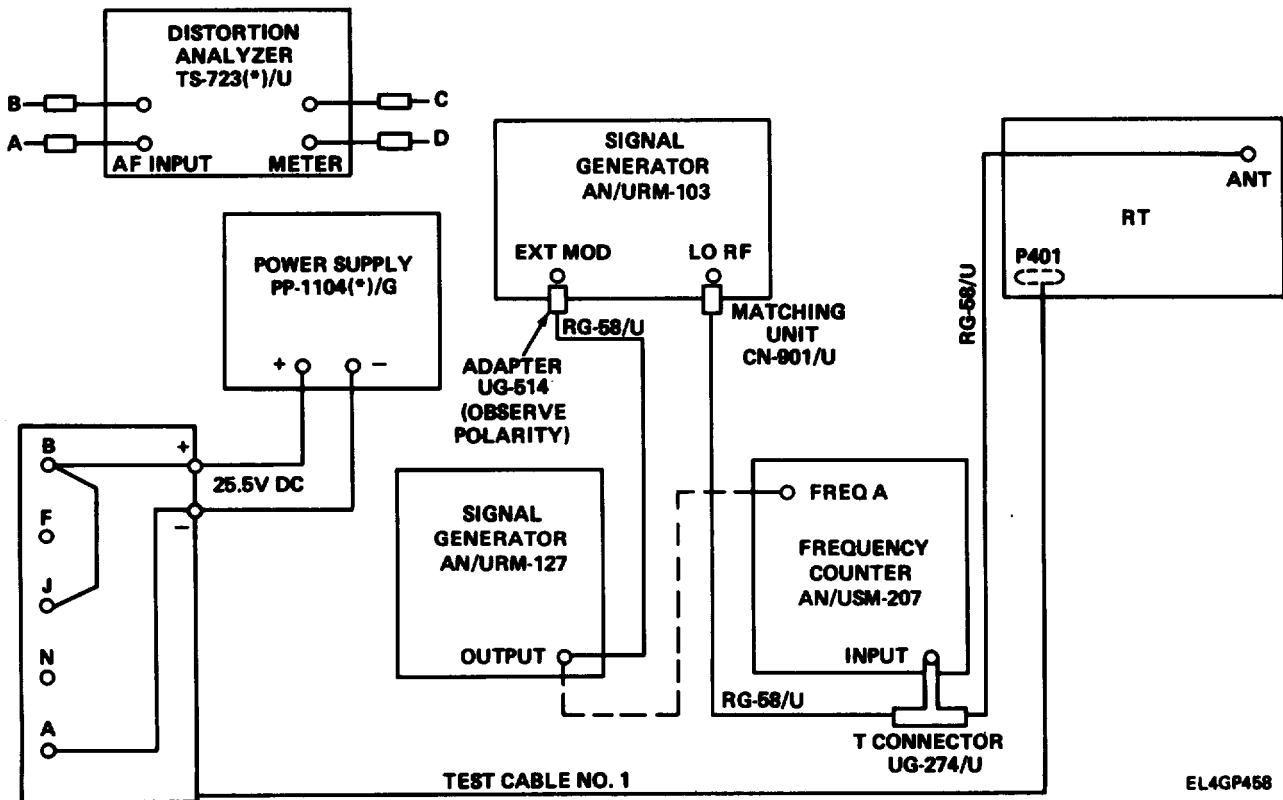 DISTORTION
ANALYZER
TS-723(*)/U
B
A
C
D
AF INPUT
METER
SIGNAL
GENERATOR
AN/URM-103
EXT MOD
LO RF
ANT
RT
P401
RG-58/U
POWER SUPPLY
PP-1104(*)/G
+
−
RG-58/U
MATCHING
UNIT
CN-901/U
ADAPTER
UG-514
(OBSERVE
POLARITY)
B
F
J
N
A
+
25.5V DC
−
SIGNAL
GENERATOR
AN/URM-127
OUTPUT
FREQ A
FREQUENCY
COUNTER
AN/USM-207
INPUT
RG-58/U
T CONNECTOR
UG-274/U
TEST CABLE NO. 1
EL4GP458